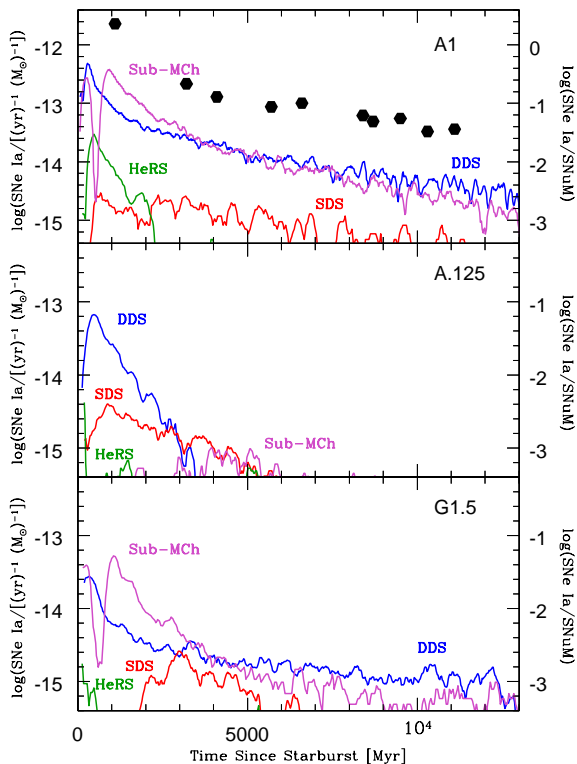 A1
log(SNe Ia/[(yr)⁻¹ (M⊙)⁻¹])
-12
-13
-14
-15
Sub-MCh
HeRS
DDS
SDS
0
-1
-2
-3
log(SNe Ia/SNuM)
A.125
log(SNe Ia/[(yr)⁻¹ (M⊙)⁻¹])
-13
-14
-15
DDS
SDS
HeRS
Sub-MCh
-1
-2
-3
log(SNe Ia/SNuM)
G1.5
log(SNe Ia/[(yr)⁻¹ (M⊙)⁻¹])
-13
-14
-15
Sub-MCh
DDS
SDS
HeRS
-1
-2
-3
log(SNe Ia/SNuM)
0
5000
10⁴
Time Since Starburst [Myr]